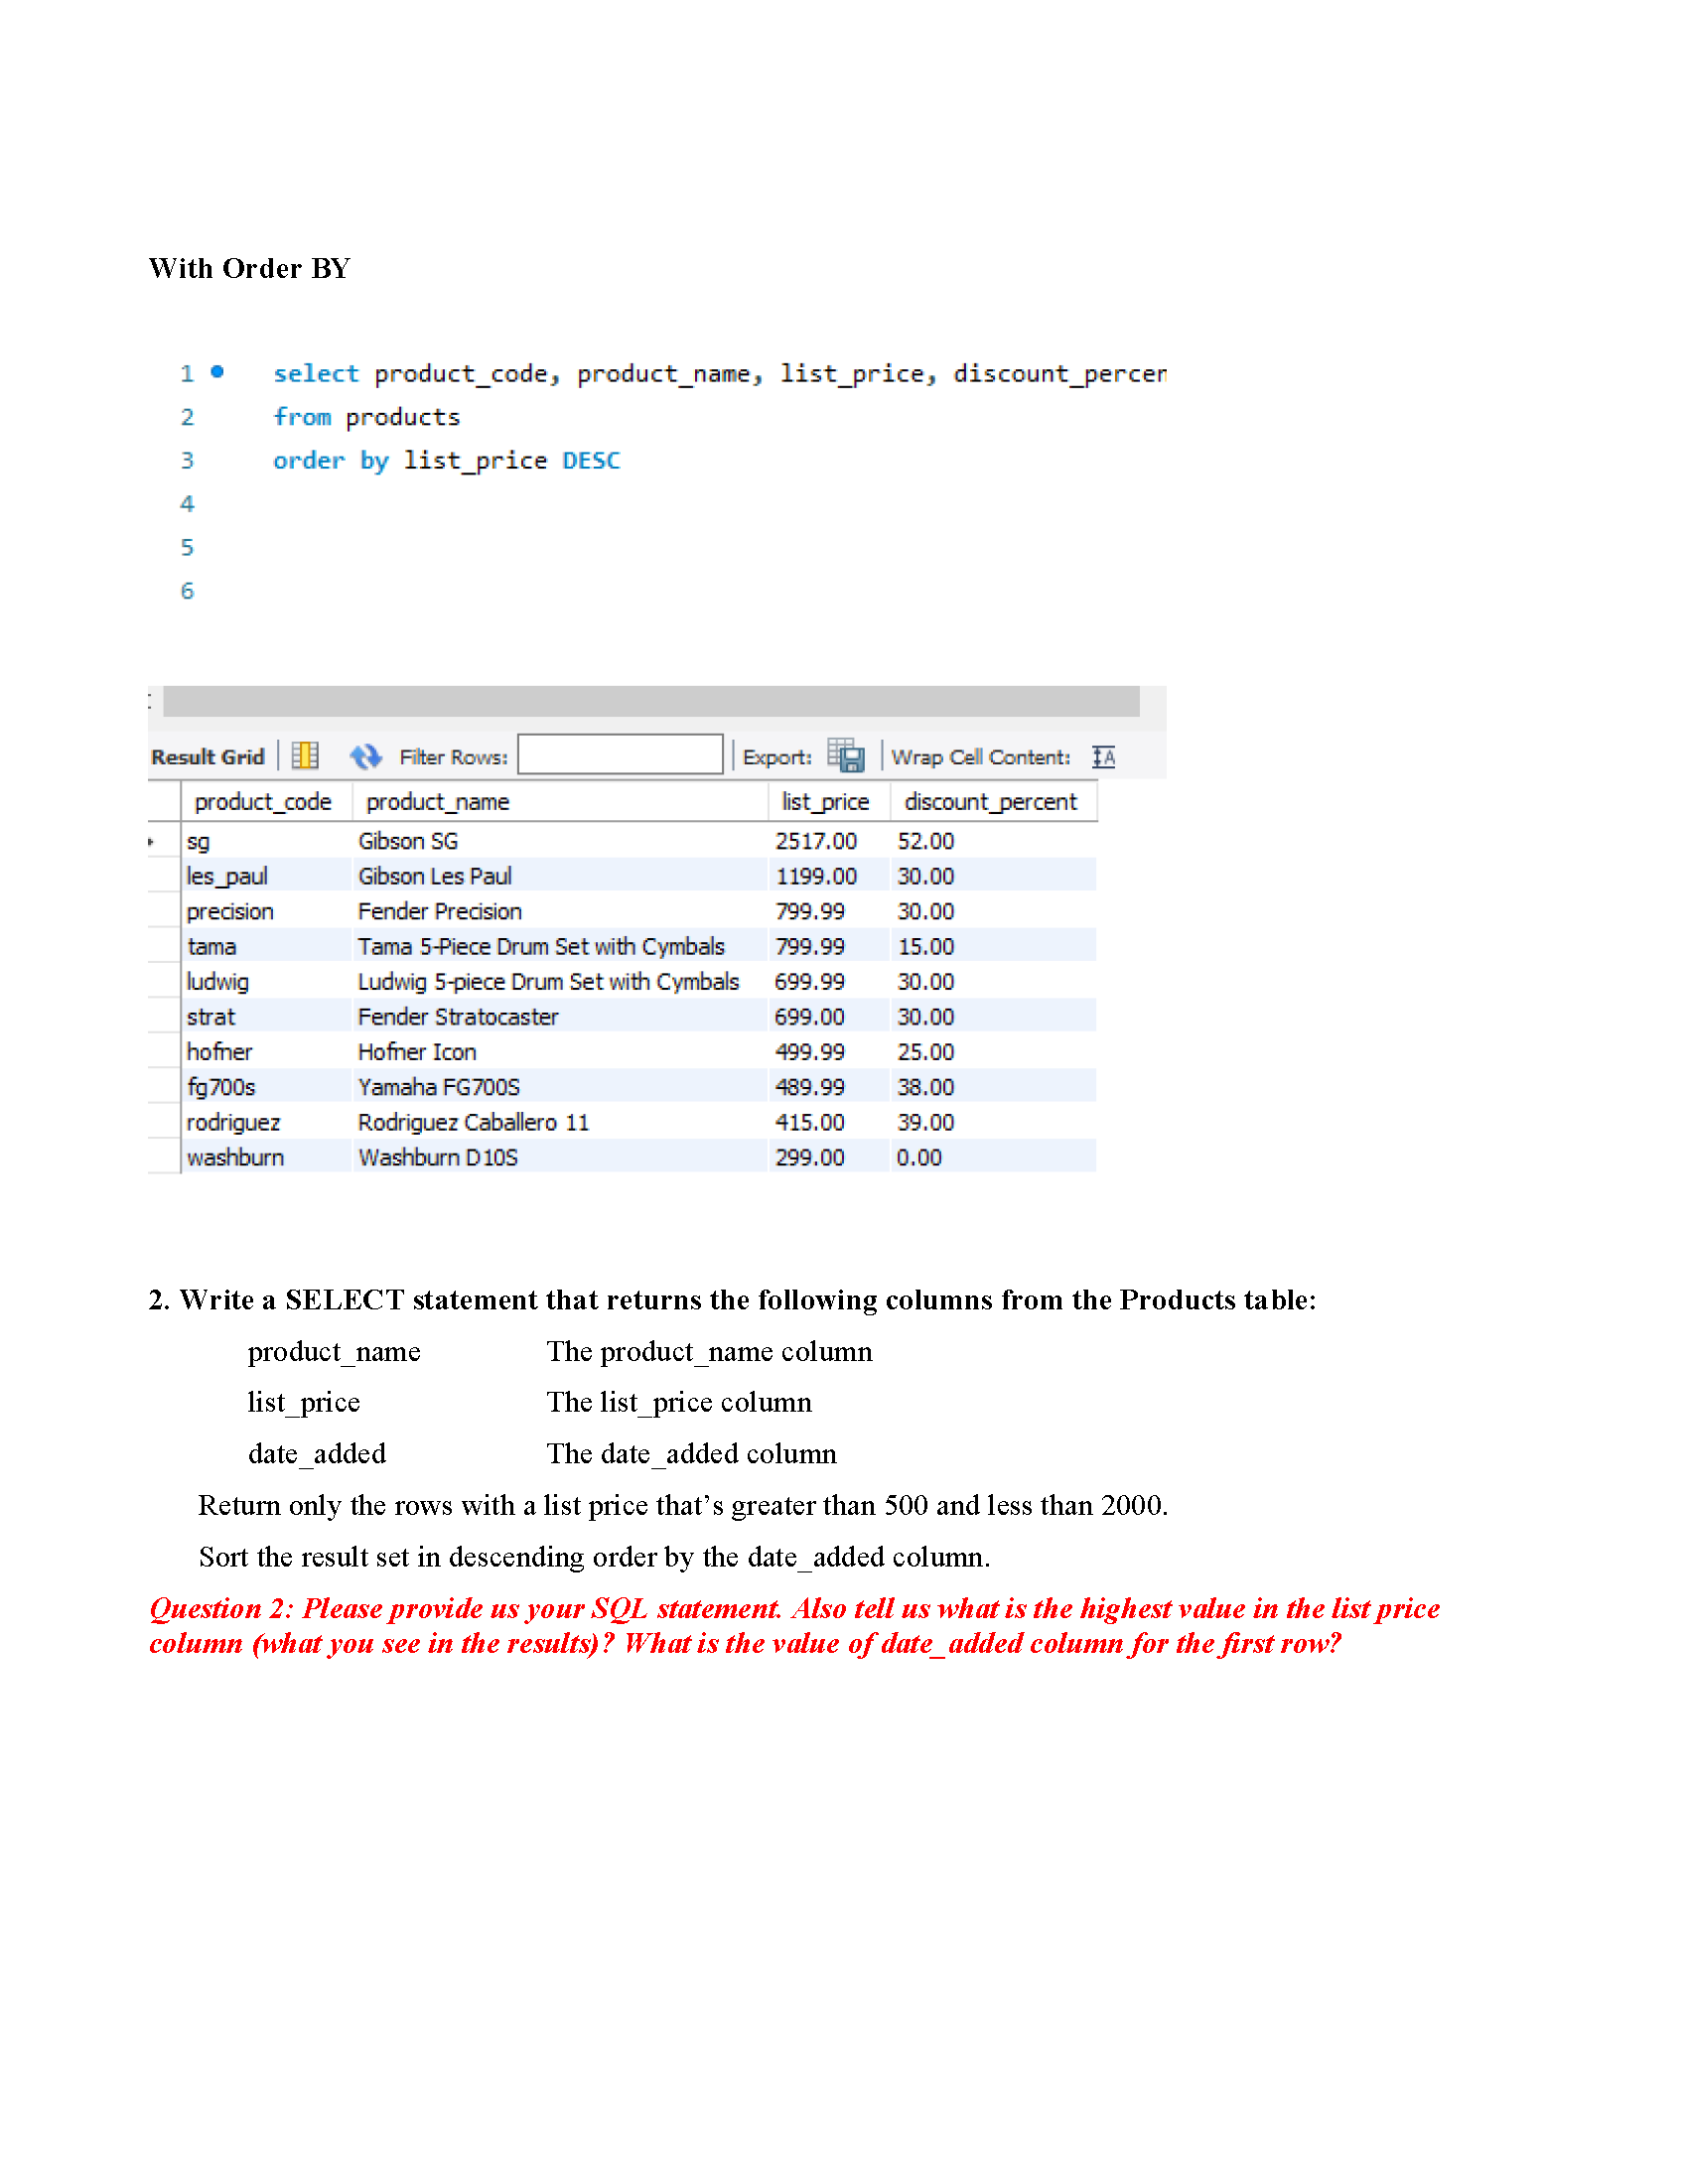 With Order BY
1 select product_code, product_name, list_price, discount_percen
2 from products
3 order by list_price DESC
4
5
6
Result Grid Filter Rows: Export: Wrap Cell Content:
product_code product_name list_price discount_percent
sg Gibson SG 2517.00 52.00
les_paul Gibson Les Paul 1199.00 30.00
precision Fender Precision 799.99 30.00
tama Tama 5-Piece Drum Set with Cymbals 799.99 15.00
ludwig Ludwig 5-piece Drum Set with Cymbals 699.99 30.00
strat Fender Stratocaster 699.00 30.00
hofner Hofner Icon 499.99 25.00
fg700s Yamaha FG700S 489.99 38.00
rodriguez Rodriguez Caballero 11 415.00 39.00
washburn Washburn D10S 299.00 0.00
2. Write a SELECT statement that returns the following columns from the Products table:
product_name The product_name column
list_price The list_price column
date_added The date_added column
Return only the rows with a list price that’s greater than 500 and less than 2000.
Sort the result set in descending order by the date_added column.
Question 2: Please provide us your SQL statement. Also tell us what is the highest value in the list price
column (what you see in the results)? What is the value of date_added column for the first row?